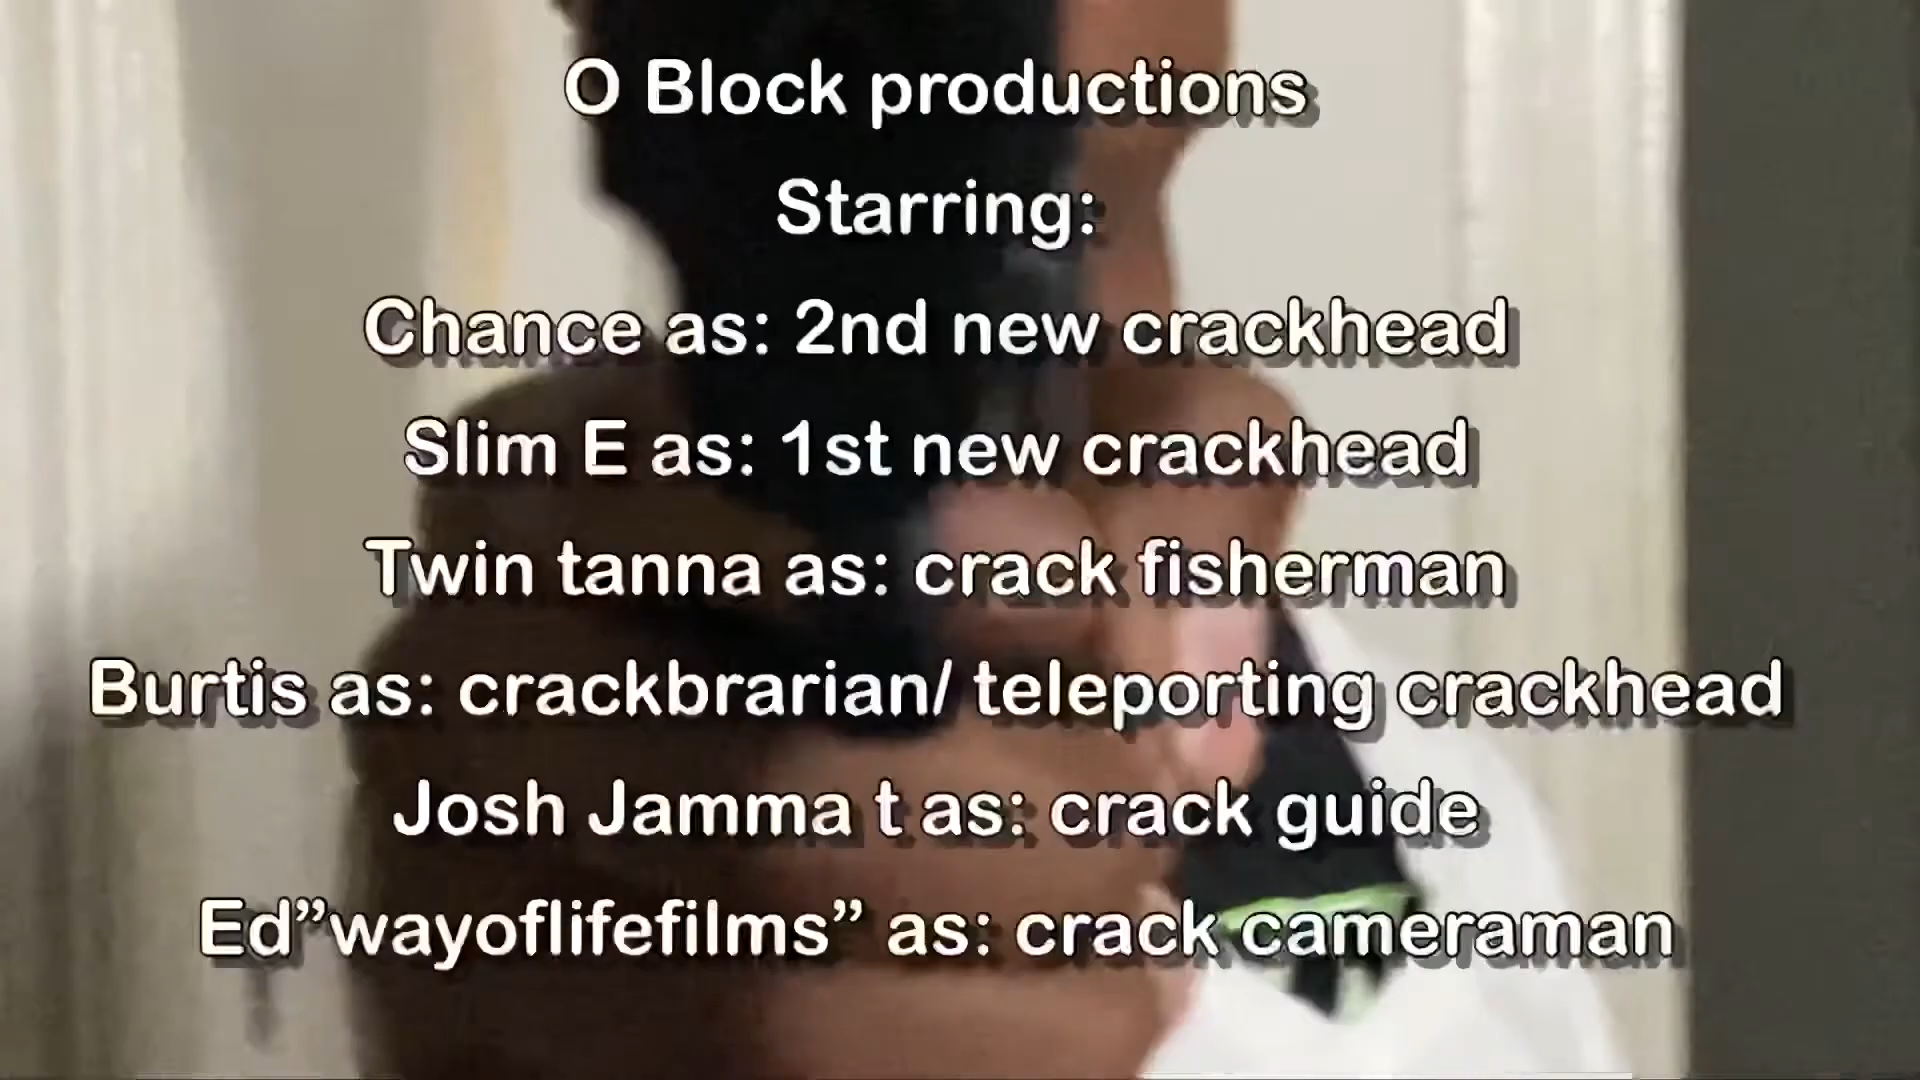 O Block productions
Starring:
Chance as: 2nd new crackhead
Slim E as: 1st new crackhead
Twin tanna as: crack fisherman
Burtis as: crackbrarian/ teleporting crackhead
Josh Jamma t as: crack guide
Ed”wayoflifefilms” as: crack cameraman